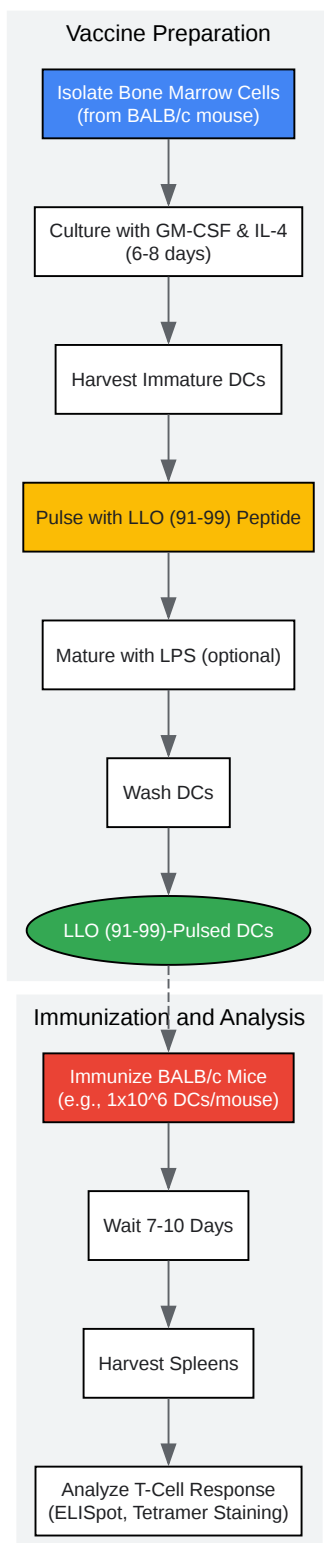 Vaccine Preparation
Isolate Bone Marrow Cells
(from BALB/c mouse)
Culture with GM-CSF & IL-4
(6-8 days)
Harvest Immature DCs
Pulse with LLO (91-99) Peptide
Mature with LPS (optional)
Wash DCs
LLO (91-99)-Pulsed DCs
Immunization and Analysis
Immunize BALB/c Mice
(e.g., 1x10^6 DCs/mouse)
Wait 7-10 Days
Harvest Spleens
Analyze T-Cell Response
(ELISpot, Tetramer Staining)